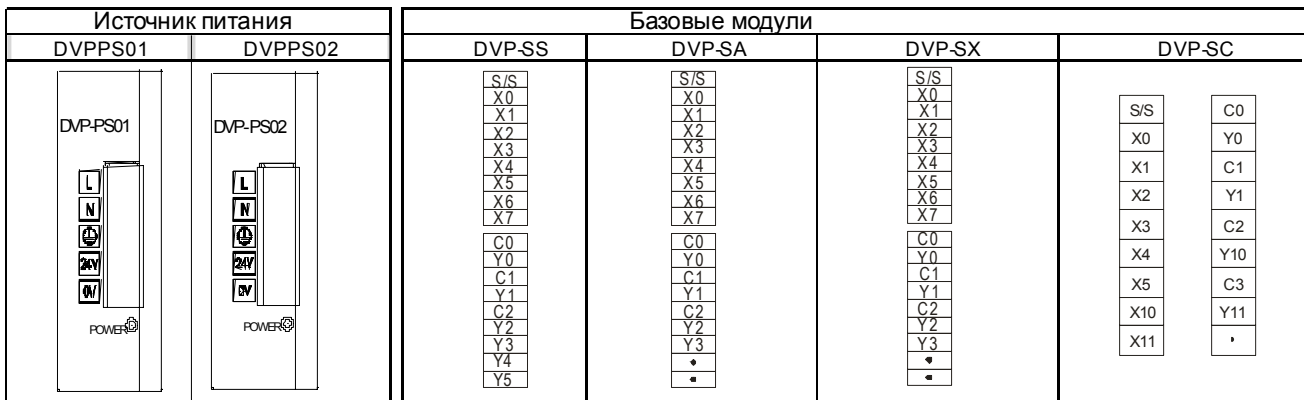 Источник питания
Базовые модули
DVPPS01
DVPPS02
DVP-SS
DVP-SA
DVP-SX
DVP-SC
DVP-PS01
L
N
24V
0V
POWER
DVP-PS02
L
N
24V
0V
POWER
S/S
X0
X1
X2
X3
X4
X5
X6
X7
C0
Y0
C1
Y1
C2
Y2
Y3
Y4
Y5
S/S
X0
X1
X2
X3
X4
X5
X6
X7
C0
Y0
C1
Y1
C2
Y2
Y3
•
•
S/S
X0
X1
X2
X3
X4
X5
X6
X7
C0
Y0
C1
Y1
C2
Y2
Y3
•
•
S/S
X0
X1
X2
X3
X4
X5
X10
X11
C0
Y0
C1
Y1
C2
Y10
C3
Y11
•